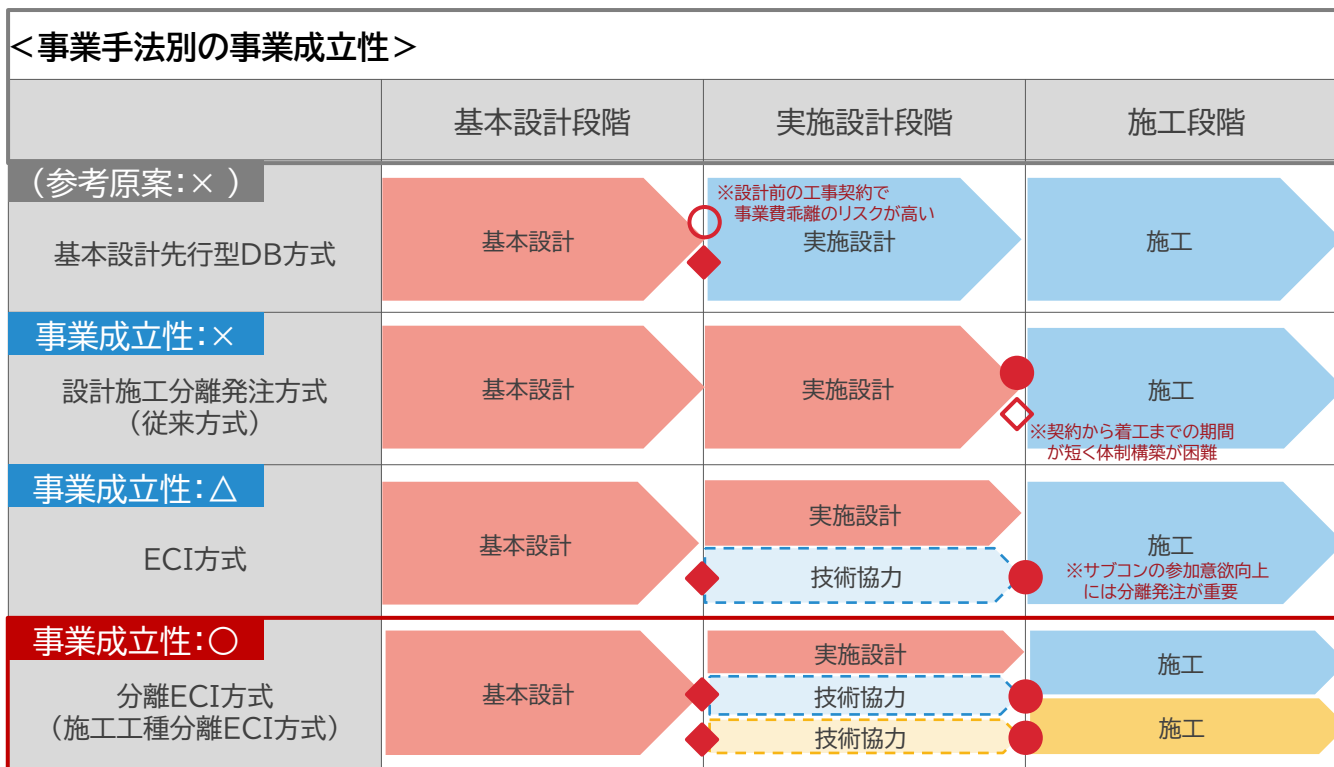 ＜事業手法別の事業成立性＞
基本設計段階
実施設計段階
施工段階
（参考原案：×）
基本設計先行型DB方式
基本設計
※設計前の工事契約で
事業費乖離のリスクが高い
実施設計
施工
事業成立性：×
設計施工分離発注方式
（従来方式）
基本設計
実施設計
施工
※契約から着工までの期間
が短く体制構築が困難
事業成立性：△
ECI方式
基本設計
実施設計
技術協力
施工
※サブコンの参加意欲向上
には分離発注が重要
事業成立性：○
分離ECI方式
（施工工種分離ECI方式）
基本設計
実施設計
技術協力
技術協力
施工
施工